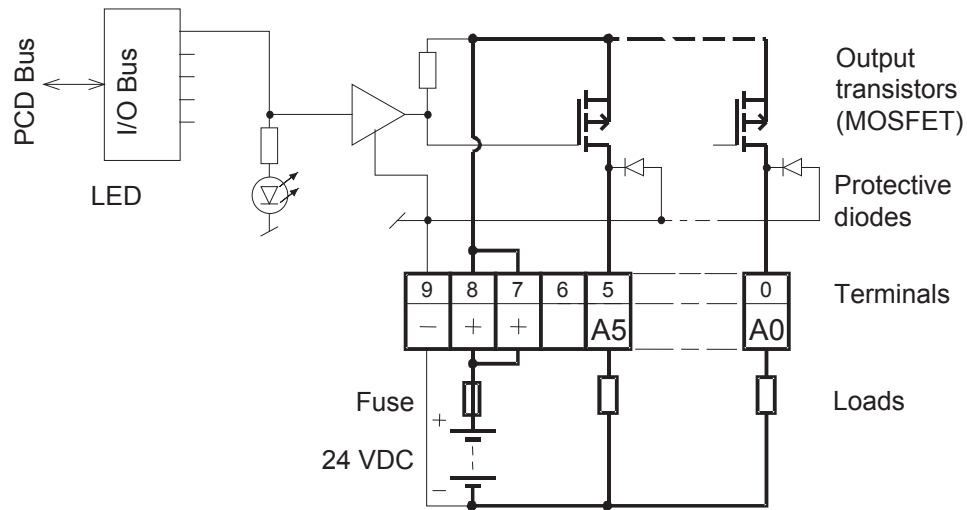 PCD Bus
I/O Bus
LED
Output
transistors
(MOSFET)
Protective
diodes
9 8 7 6 5 0
Terminals
– + + A5 A0
Fuse
Loads
+
24 VDC
–